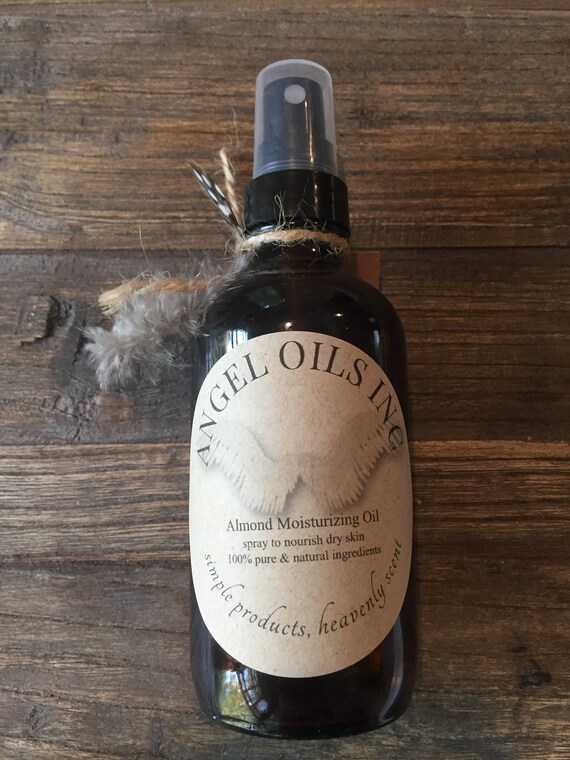 ANGEL OILS INC
Almond Moisturizing Oil
spray to nourish dry skin
100% pure & natural ingredients
simple products, heavenly scent